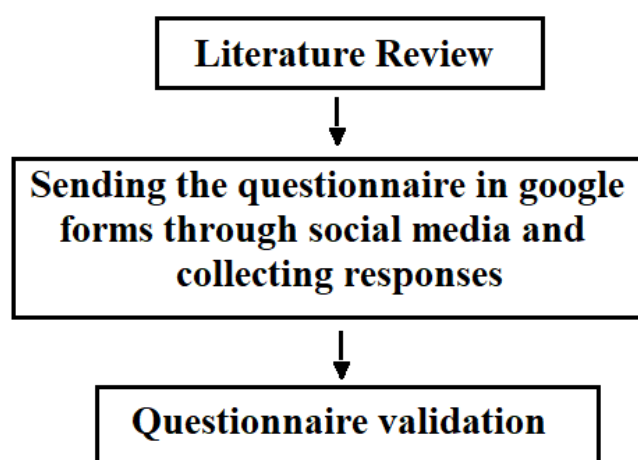 Literature Review
Sending the questionnaire in google
forms through social media and
collecting responses
Questionnaire validation